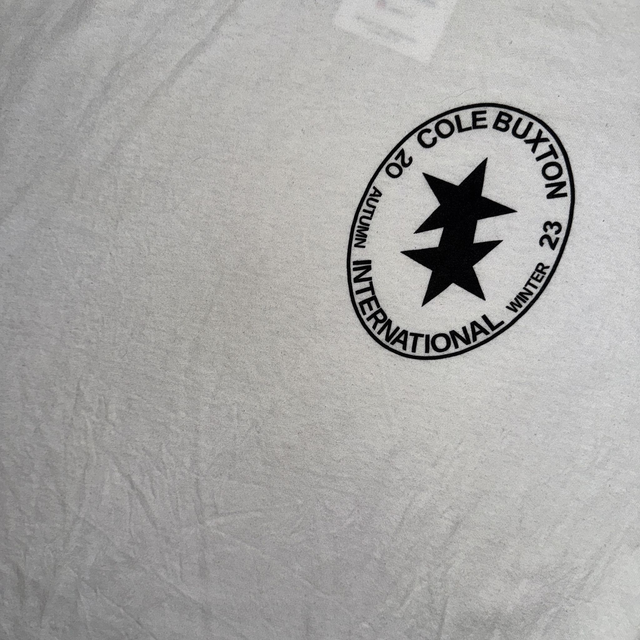 COLE BUXTON
20 23
AUTUMN WINTER
INTERNATIONAL